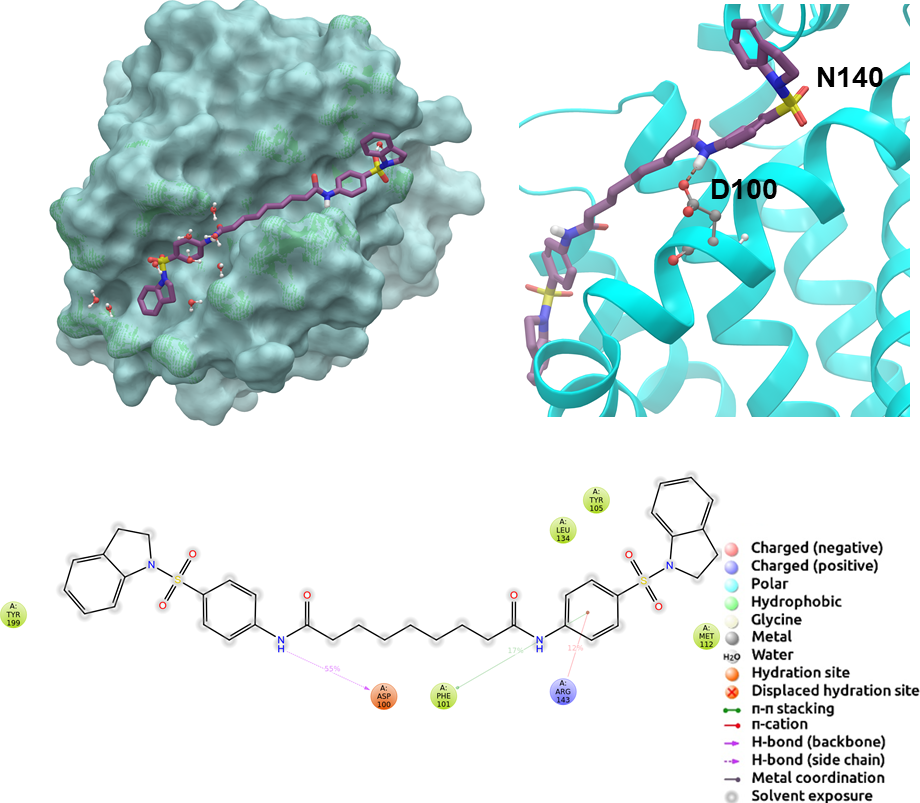 N140
D100
N
O
S
O
O
O
N
H
N
H
O
S
O
N
A:
TYR
105
A:
LEU
134
A:
TYR
199
A:
MET
112
55%
17%
12%
A:
ASP
100
A:
PHE
101
A:
ARG
143
Charged (negative)
Charged (positive)
Polar
Hydrophobic
Glycine
Metal
H₂O Water
Hydration site
Displaced hydration site
π-π stacking
π-cation
H-bond (backbone)
H-bond (side chain)
Metal coordination
Solvent exposure